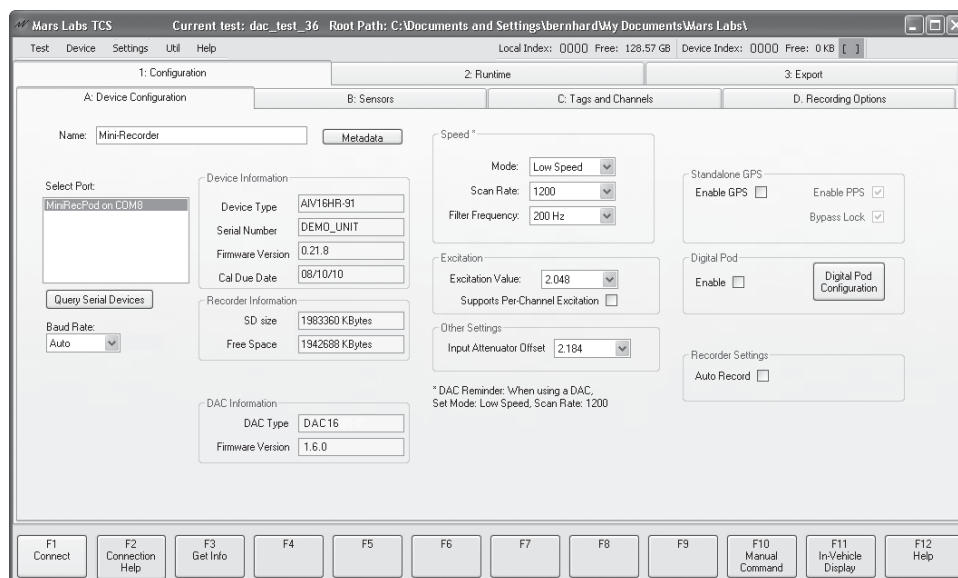 Mars Labs TCS Current test: dac_test_36 Root Path: C:\Documents and Settings\bernhard\My Documents\Mars Labs\
Test Device Settings Util Help Local Index: 0000 Free: 128.57 GB Device Index: 0000 Free: 0 KB [ ]
1: Configuration 2: Runtime 3: Export
A: Device Configuration B: Sensors C: Tags and Channels D. Recording Options
Name: Mini-Recorder Metadata
Select Port:
MiniRecPod on COM8
Query Serial Devices
Baud Rate:
Auto
Device Information
Device Type AIV16HR-91
Serial Number DEMO_UNIT
Firmware Version 0.21.8
Cal Due Date 08/10/10
Recorder Information
SD size 1983360 KBytes
Free Space 1942688 KBytes
DAC Information
DAC Type DAC16
Firmware Version 1.6.0
Speed *
Mode: Low Speed
Scan Rate: 1200
Filter Frequency: 200 Hz
Excitation
Excitation Value: 2.048
Supports Per-Channel Excitation
Other Settings
Input Attenuator Offset 2.184
* DAC Reminder: When using a DAC,
Set Mode: Low Speed, Scan Rate: 1200
Standalone GPS
Enable GPS Enable PPS
Bypass Lock
Digital Pod
Enable Digital Pod
Configuration
Recorder Settings
Auto Record
F1
Connect
F2
Connection
Help
F3
Get Info
F4
F5
F6
F7
F8
F9
F10
Manual
Command
F11
In-Vehicle
Display
F12
Help